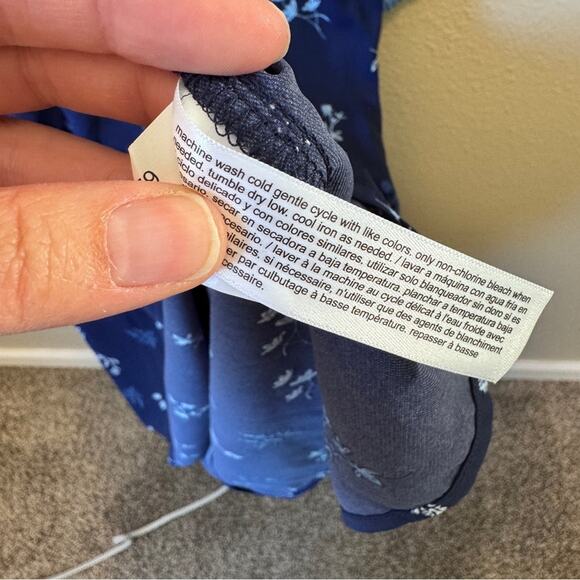 machine wash cold gentle cycle with like colors. only non-chlorine bleach when
needed. tumble dry low. cool iron as needed. / lavar a máquina con agua fría en
ciclo delicado y con colores similares. utilizar solo blanqueador sin cloro si es
secar en secadora a baja temperatura. planchar a temperatura baja
/ laver à la machine au cycle délicat à l'eau froide avec
si nécessaire, n'utiliser que des agents de blanchiment
par culbutage à basse température. repasser à basse